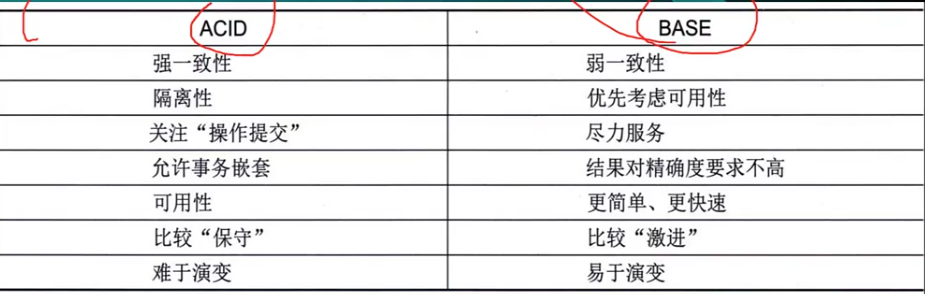 ACID BASE
强一致性 弱一致性
隔离性 优先考虑可用性
关注“操作提交” 尽力服务
允许事务嵌套 结果对精确度要求不高
可用性 更简单、更快速
比较“保守” 比较“激进”
难于演变 易于演变